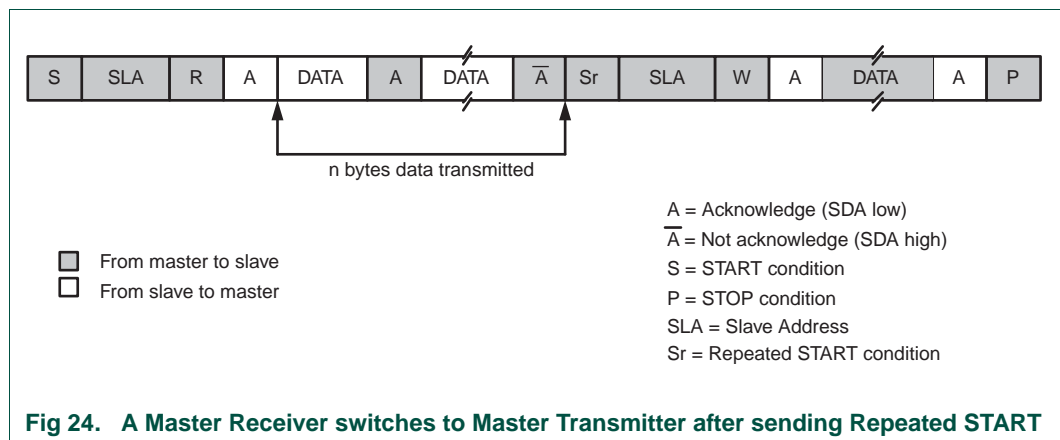 S SLA R A DATA A DATA A̅ Sr SLA W A DATA A P
n bytes data transmitted
From master to slave
From slave to master
A = Acknowledge (SDA low)
A̅ = Not acknowledge (SDA high)
S = START condition
P = STOP condition
SLA = Slave Address
Sr = Repeated START condition
Fig 24. A Master Receiver switches to Master Transmitter after sending Repeated START